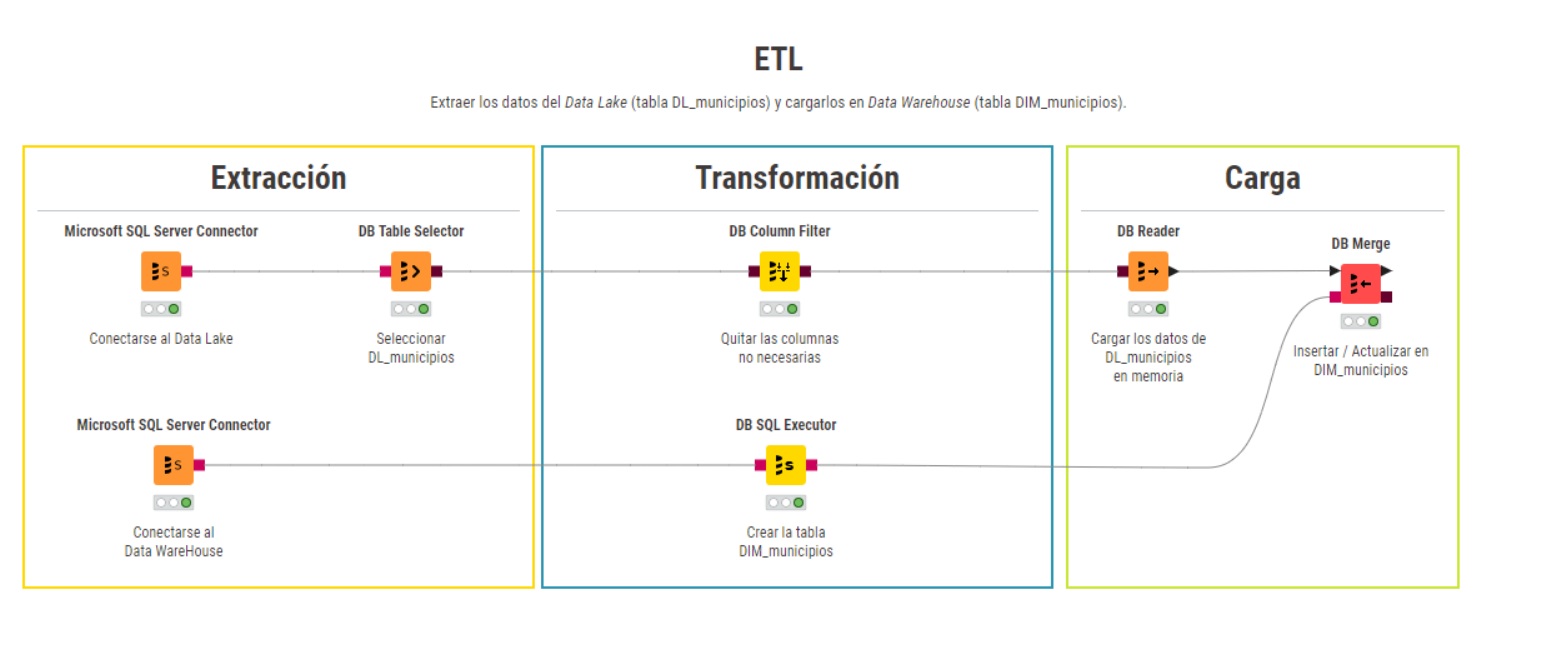 ETL
Extraer los datos del Data Lake (tabla DL_municipios) y cargarlos en Data Warehouse (tabla DIM_municipios).
Extracción
Microsoft SQL Server Connector
S
Conectarse al Data Lake
DB Table Selector
Seleccionar
DL_municipios
Microsoft SQL Server Connector
S
Conectarse al
Data WareHouse
Transformación
DB Column Filter
Quitar las columnas
no necesarias
DB SQL Executor
s
Crear la tabla
DIM_municipios
Carga
DB Reader
Cargar los datos de
DL_municipios
en memoria
DB Merge
Insertar / Actualizar en
DIM_municipios